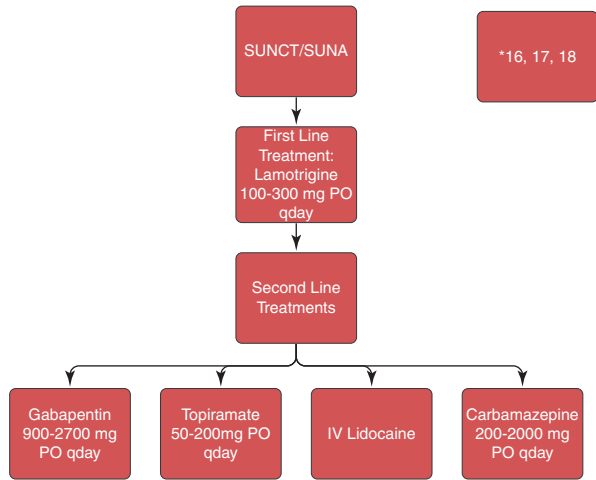 SUNCT/SUNA
*16, 17, 18
First Line
Treatment:
Lamotrigine
100-300 mg PO
qday
Second Line
Treatments
Gabapentin
900-2700 mg
PO qday
Topiramate
50-200mg PO
qday
IV Lidocaine
Carbamazepine
200-2000 mg
PO qday